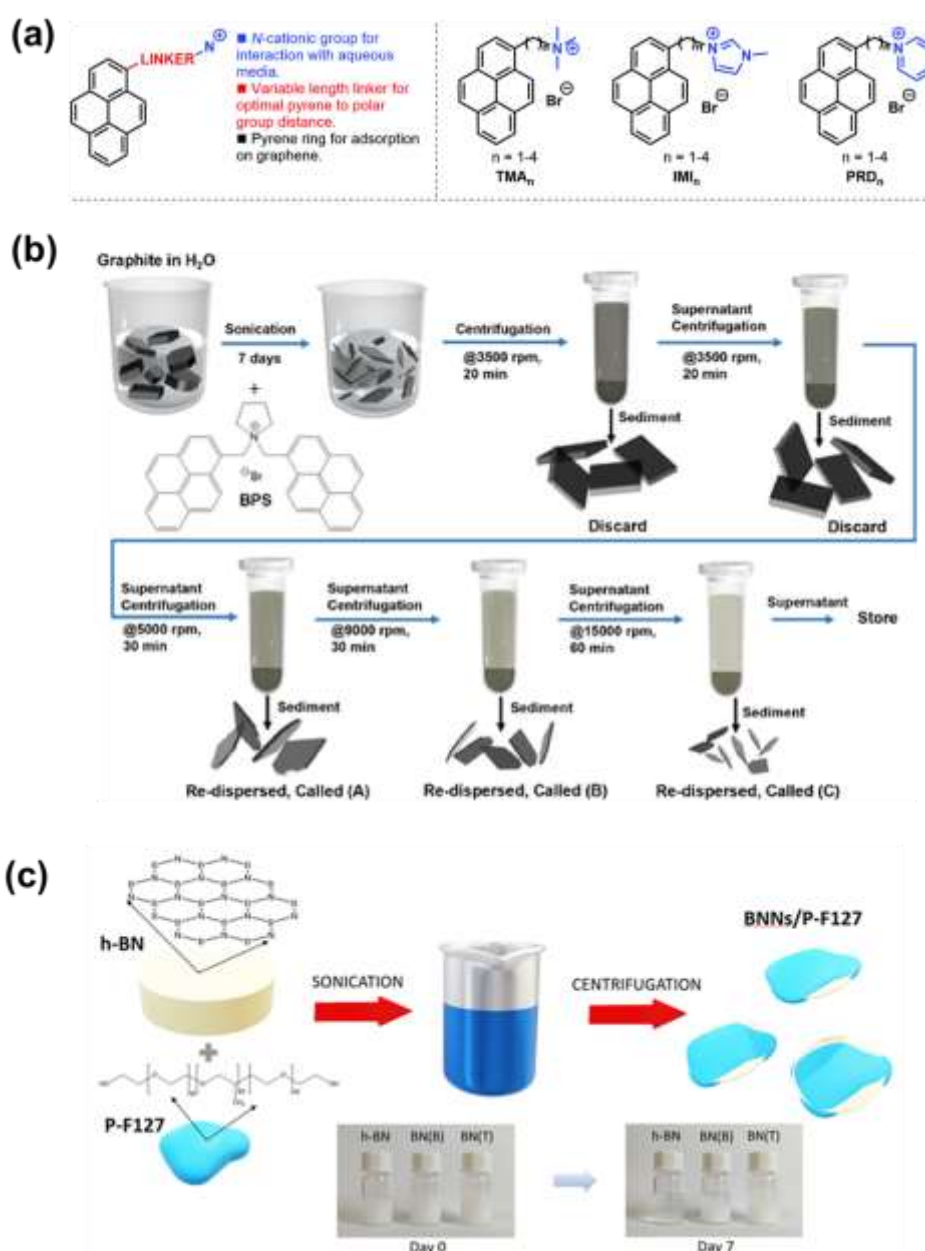 (a)
LINKER
N
⊕
■ N-cationic group for
interaction with aqueous
media.
■ Variable length linker for
optimal pyrene to polar
group distance.
■ Pyrene ring for adsorption
on graphene.
N
⊕
Br⊖
n = 1-4
TMAn
⊕
N
N
Br⊖
n = 1-4
IMIn
⊕
N
Br⊖
n = 1-4
PRDn
(b)
Graphite in H2O
Sonication
7 days
+
N
⊕
⊖Br
BPS
Centrifugation
@3500 rpm,
20 min
Sediment
Discard
Supernatant
Centrifugation
@3500 rpm,
20 min
Sediment
Discard
Supernatant
Centrifugation
@5000 rpm,
30 min
Sediment
Re-dispersed, Called (A)
Supernatant
Centrifugation
@9000 rpm,
30 min
Sediment
Re-dispersed, Called (B)
Supernatant
Centrifugation
@15000 rpm,
60 min
Sediment
Re-dispersed, Called (C)
Supernatant
Store
(c)
h-BN
+
P-F127
SONICATION
CENTRIFUGATION
BNNs/P-F127
h-BN BN(B) BN(T)
Day 0
h-BN BN(B) BN(T)
Day 7